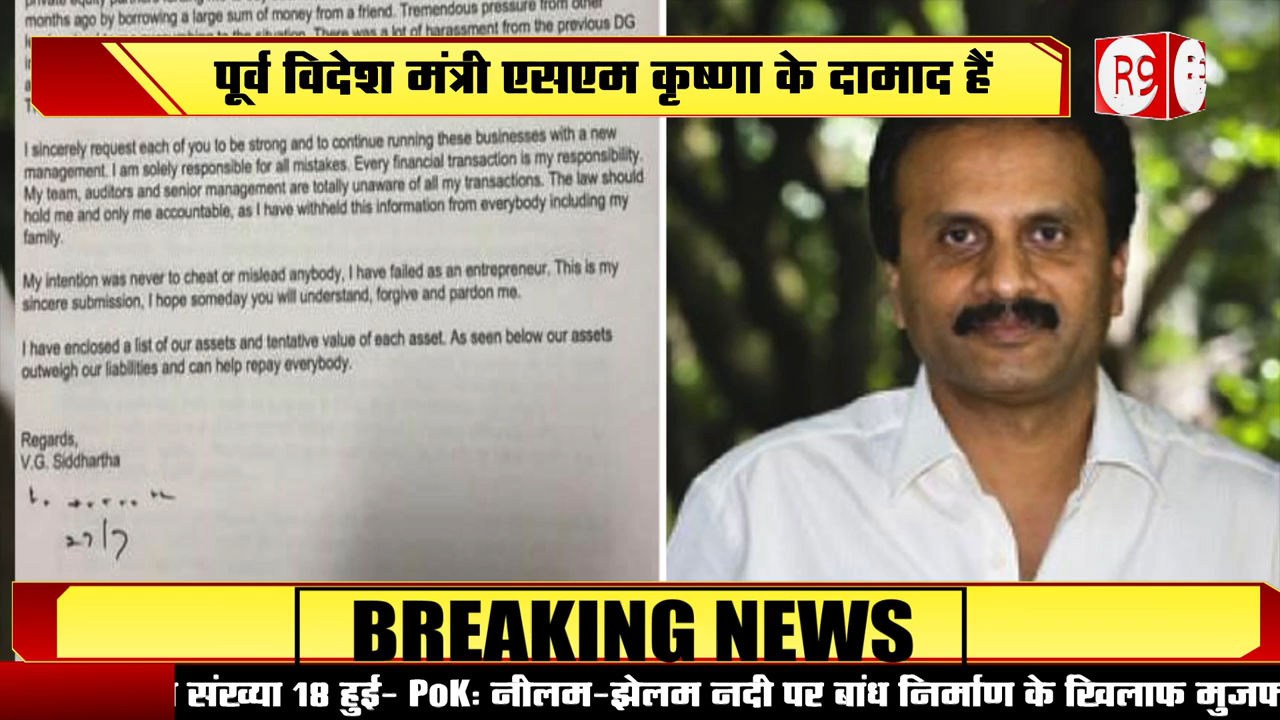 पूर्व विदेश मंत्री एसएम कृष्णा के दामाद हैं
R9
months ago by borrowing a large sum of money from a friend. Tremendous pressure from other
There was a lot of harassment from the previous DG
I sincerely request each of you to be strong and to continue running these businesses with a new
management. I am solely responsible for all mistakes. Every financial transaction is my responsibility.
My team, auditors and senior management are totally unaware of all my transactions. The law should
hold me and only me accountable, as I have withheld this information from everybody including my
family.
My intention was never to cheat or mislead anybody, I have failed as an entrepreneur. This is my
sincere submission, I hope someday you will understand, forgive and pardon me.
I have enclosed a list of our assets and tentative value of each asset. As seen below our assets
outweigh our liabilities and can help repay everybody.
Regards,
V.G. Siddhartha
27/7
BREAKING NEWS
संख्या 18 हुई- PoK: नीलम-झेलम नदी पर बांध निर्माण के खिलाफ मुजफ